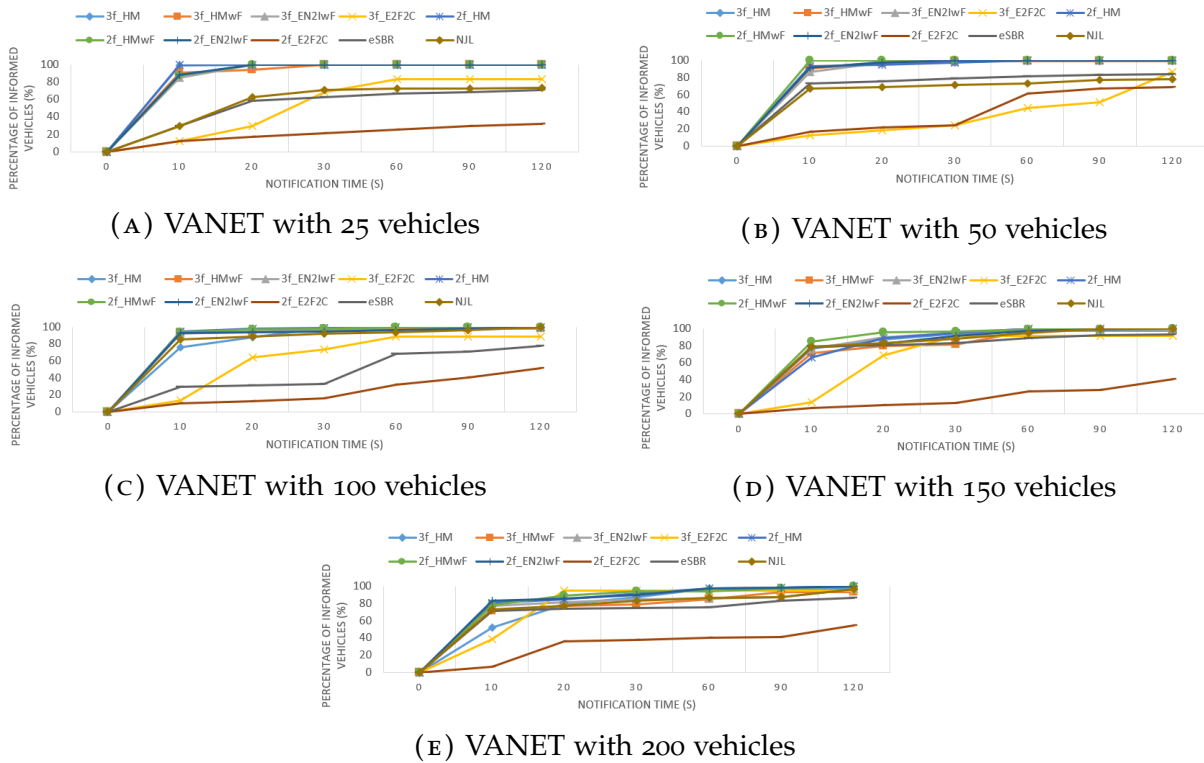 3f_HM 3f_HMwF 3f_EN2IwF 3f_E2F2C 2f_HM
2f_HMwF 2f_EN2IwF 2f_E2F2C eSBR NJL
PERCENTAGE OF INFORMED
VEHICLES (%)
100
80
60
40
20
0
0 10 20 30 60 90 120
NOTIFICATION TIME (S)
(A) VANET with 25 vehicles
3f_HM 3f_HMwF 3f_EN2IwF 3f_E2F2C 2f_HM
2f_HMwF 2f_EN2IwF 2f_E2F2C eSBR NJL
PERCENTAGE OF INFORMED
VEHICLES (%)
100
80
60
40
20
0
0 10 20 30 60 90 120
NOTIFICATION TIME (S)
(B) VANET with 50 vehicles
3f_HM 3f_HMwF 3f_EN2IwF 3f_E2F2C 2f_HM
2f_HMwF 2f_EN2IwF 2f_E2F2C eSBR NJL
PERCENTAGE OF INFORMED
VEHICLES (%)
100
80
60
40
20
0
0 10 20 30 60 90 120
NOTIFICATION TIME (S)
(C) VANET with 100 vehicles
3f_HM 3f_HMwF 3f_EN2IwF 3f_E2F2C 2f_HM
2f_HMwF 2f_EN2IwF 2f_E2F2C eSBR NJL
PERCENTAGE OF INFORMED
VEHICLES (%)
100
80
60
40
20
0
0 10 20 30 60 90 120
NOTIFICATION TIME (S)
(D) VANET with 150 vehicles
3f_HM 3f_HMwF 3f_EN2IwF 3f_E2F2C 2f_HM
2f_HMwF 2f_EN2IwF 2f_E2F2C eSBR NJL
PERCENTAGE OF INFORMED
VEHICLES (%)
100
80
60
40
20
0
0 10 20 30 60 90 120
NOTIFICATION TIME (S)
(E) VANET with 200 vehicles